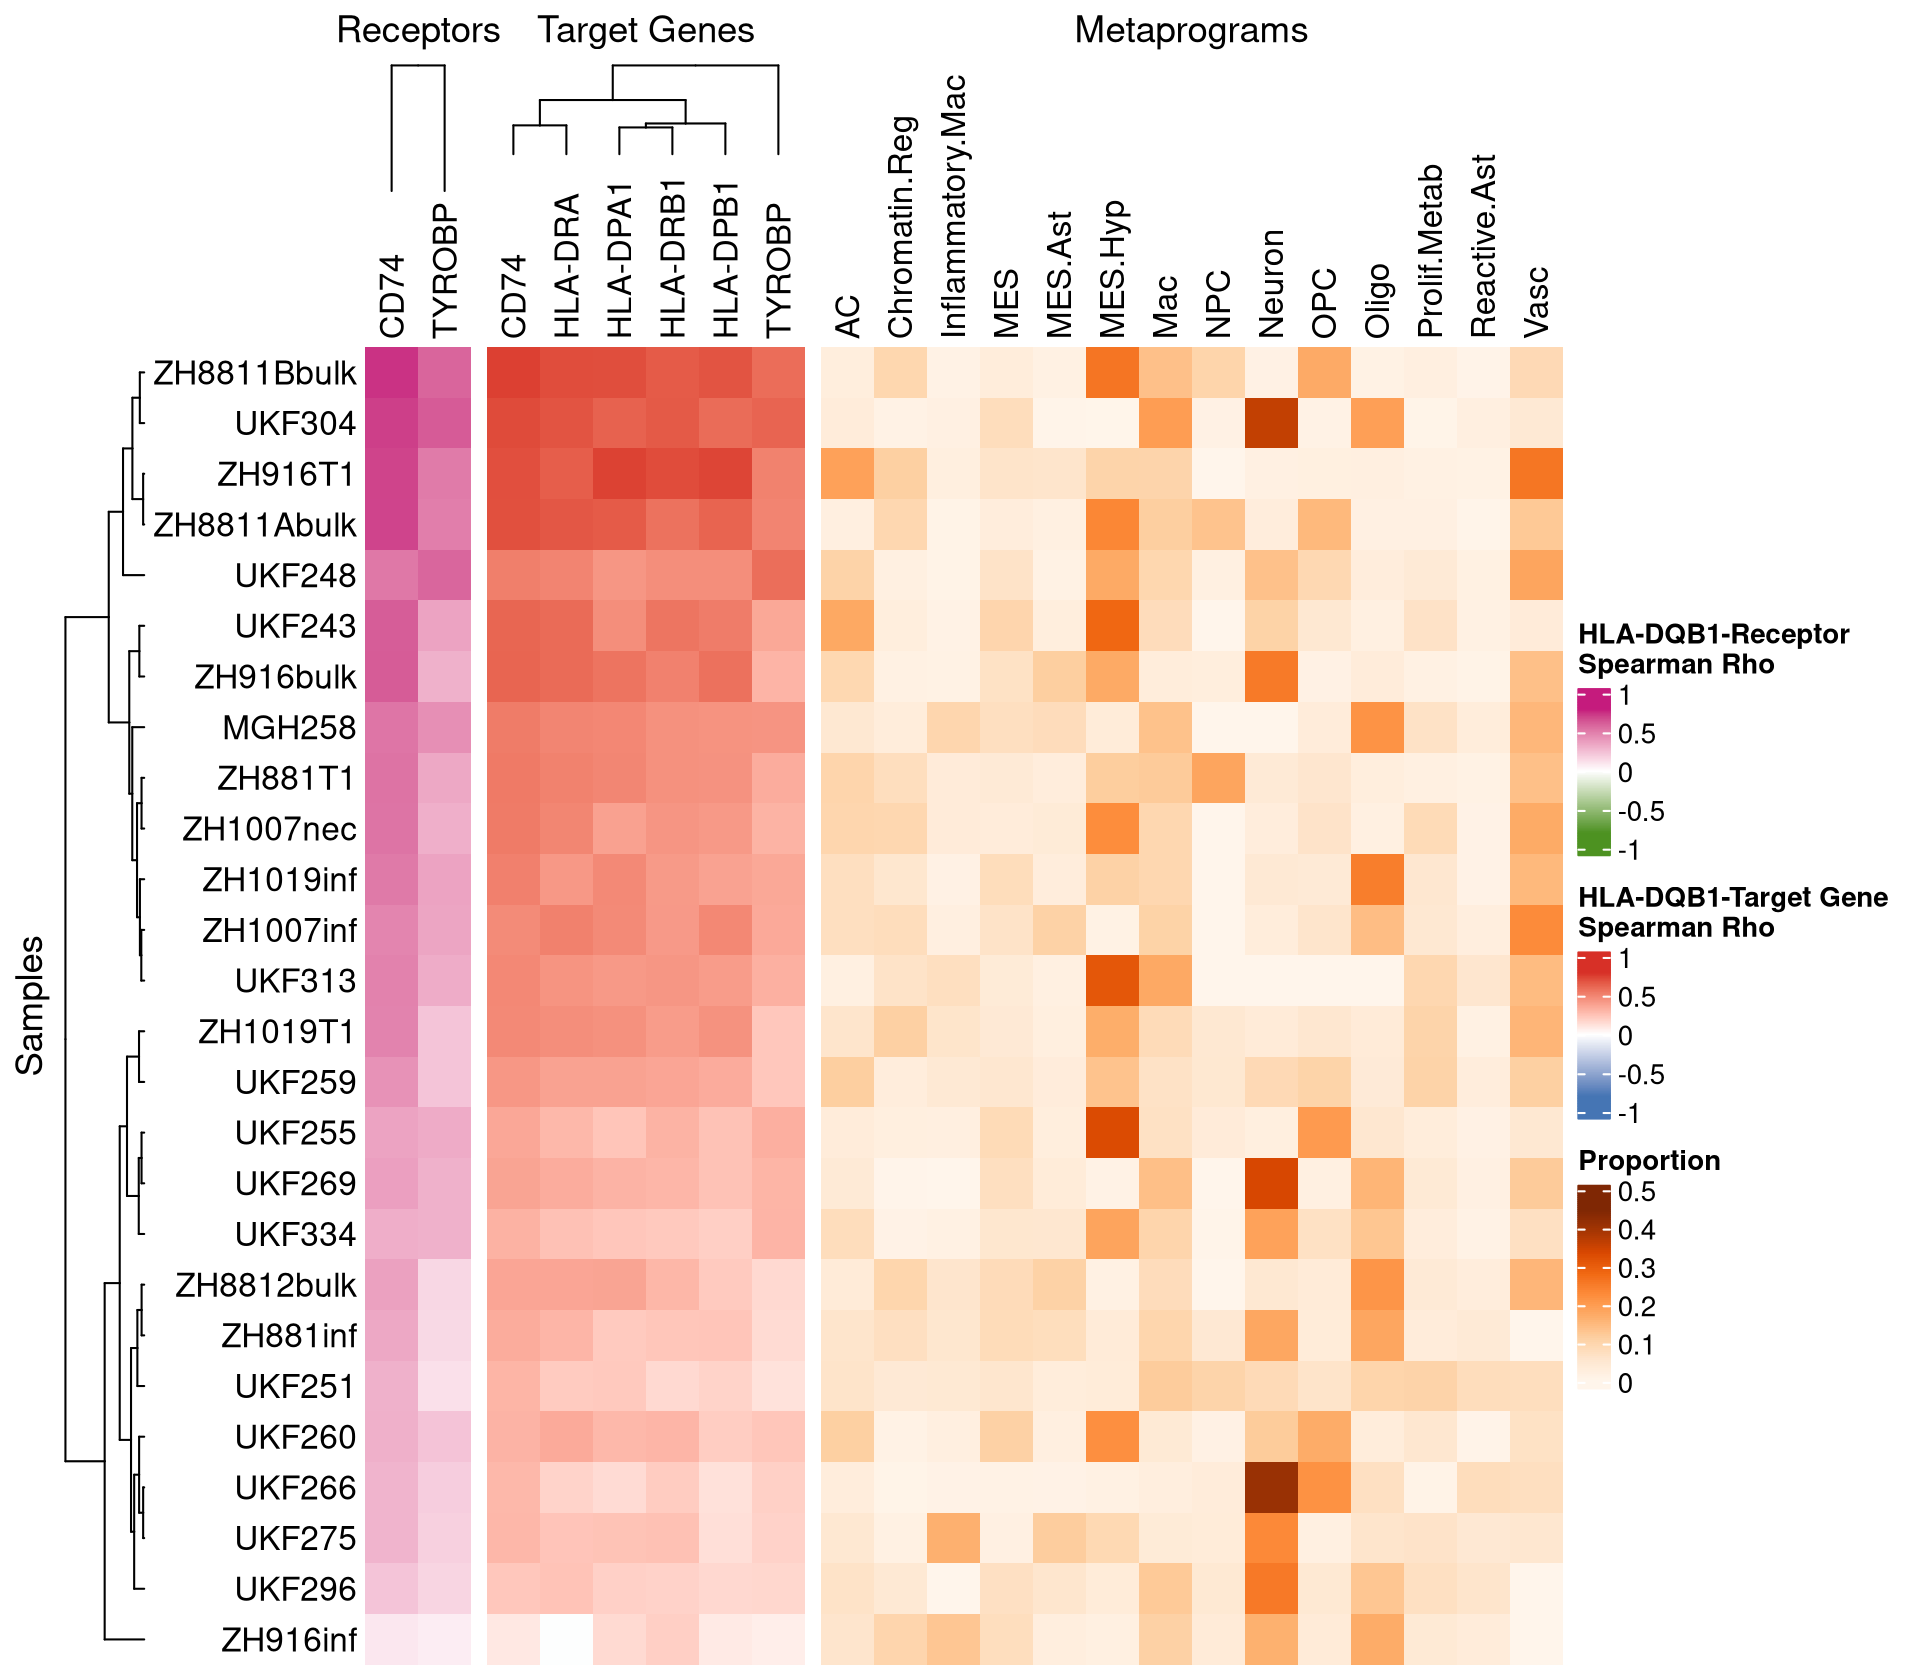 Receptors
Target Genes
Metaprograms
CD74
TYROBP
CD74
HLA-DRA
HLA-DPA1
HLA-DRB1
HLA-DPB1
TYROBP
AC
Chromatin.Reg
Inflammatory.Mac
MES
MES.Ast
MES.Hyp
Mac
NPC
Neuron
OPC
Oligo
Prolif.Metab
Reactive.Ast
Vasc
Samples
ZH8811Bbulk
UKF304
ZH916T1
ZH8811Abulk
UKF248
UKF243
ZH916bulk
MGH258
ZH881T1
ZH1007nec
ZH1019inf
ZH1007inf
UKF313
ZH1019T1
UKF259
UKF255
UKF269
UKF334
ZH8812bulk
ZH881inf
UKF251
UKF260
UKF266
UKF275
UKF296
ZH916inf
HLA-DQB1-Receptor
Spearman Rho
1
0.5
0
-0.5
-1
HLA-DQB1-Target Gene
Spearman Rho
1
0.5
0
-0.5
-1
Proportion
0.5
0.4
0.3
0.2
0.1
0